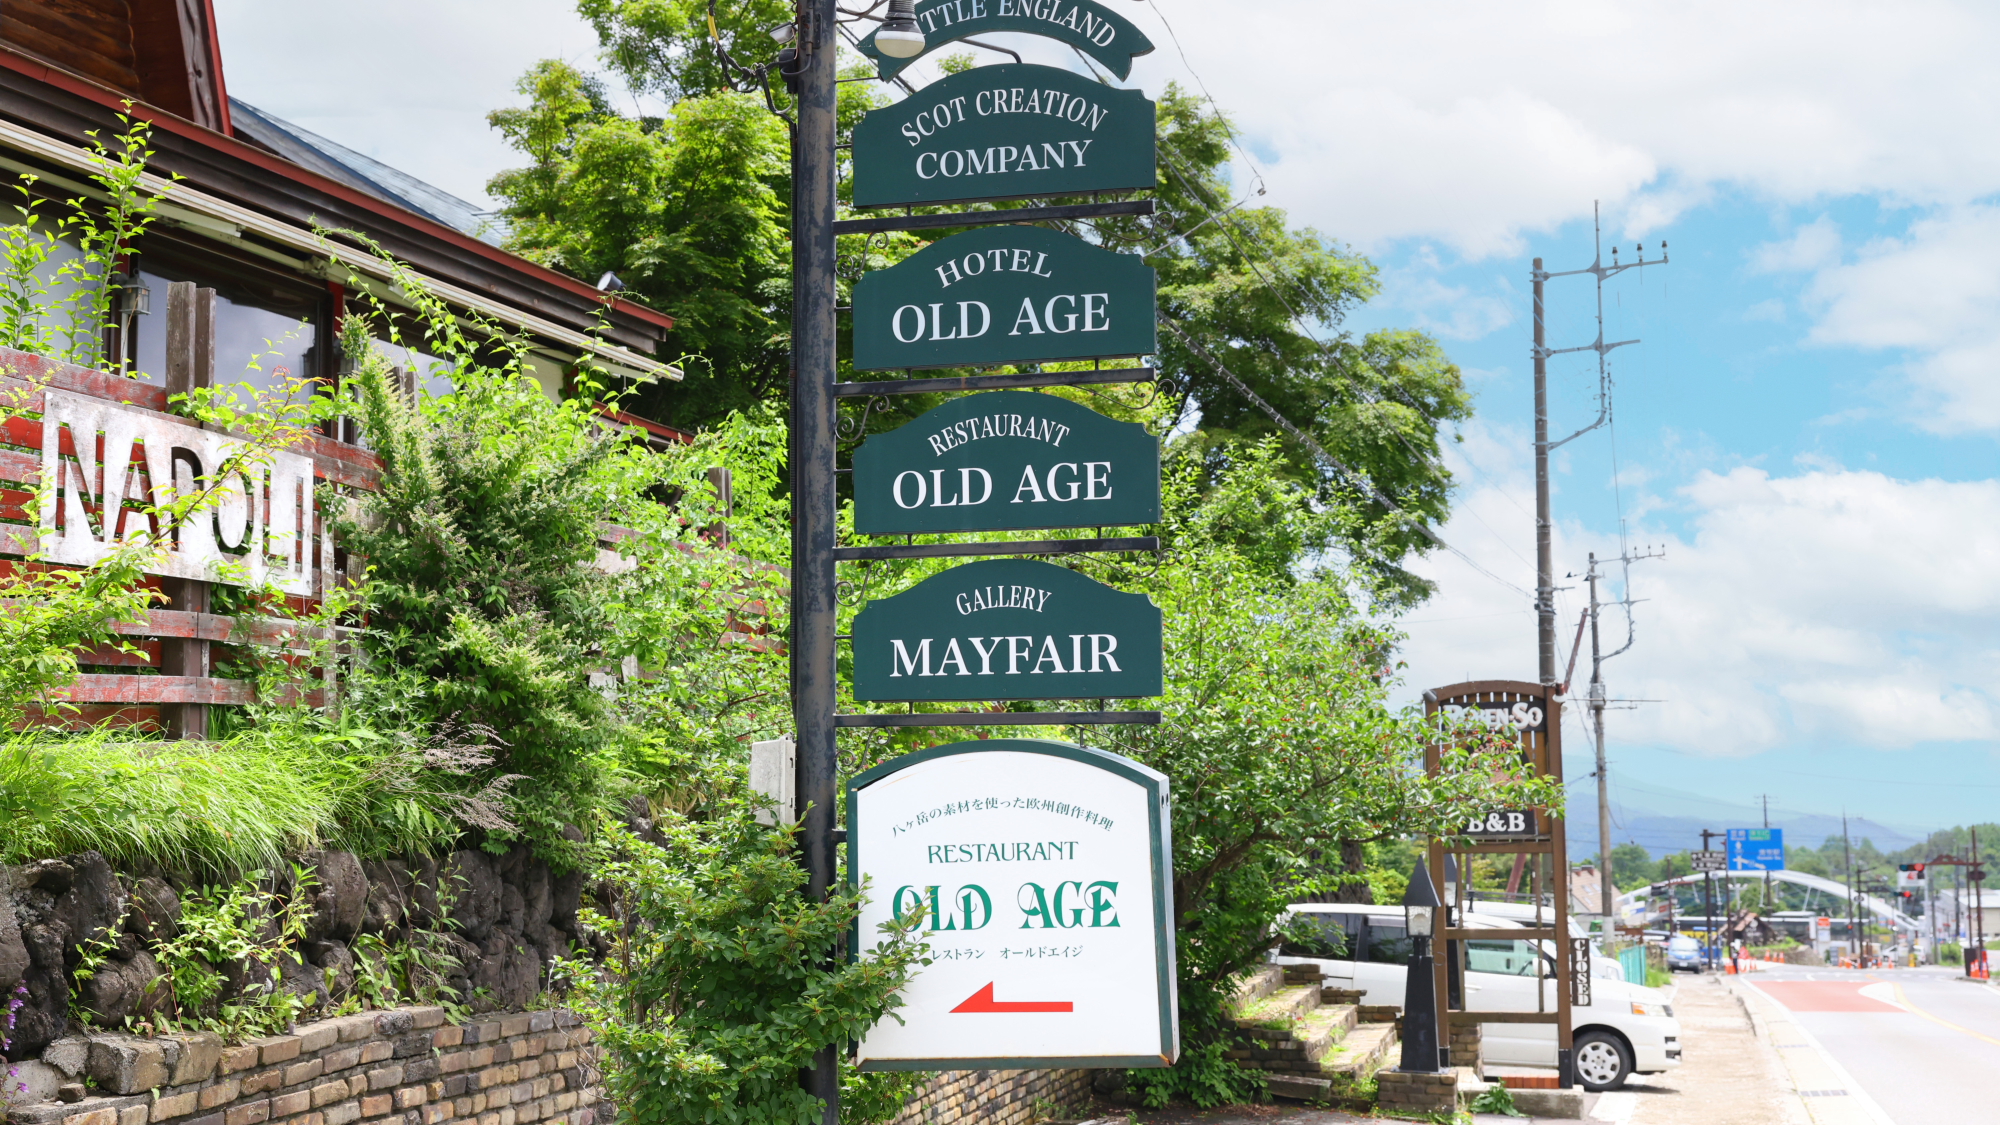 TTLE ENGLAND
SCOT CREATION
COMPANY
HOTEL
OLD AGE
RESTAURANT
OLD AGE
GALLERY
MAYFAIR
八ヶ岳の素材を使った欧州創作料理
RESTAURANT
OLD AGE
レストラン オールドエイジ
NAPOLI
B&B
CLOSED